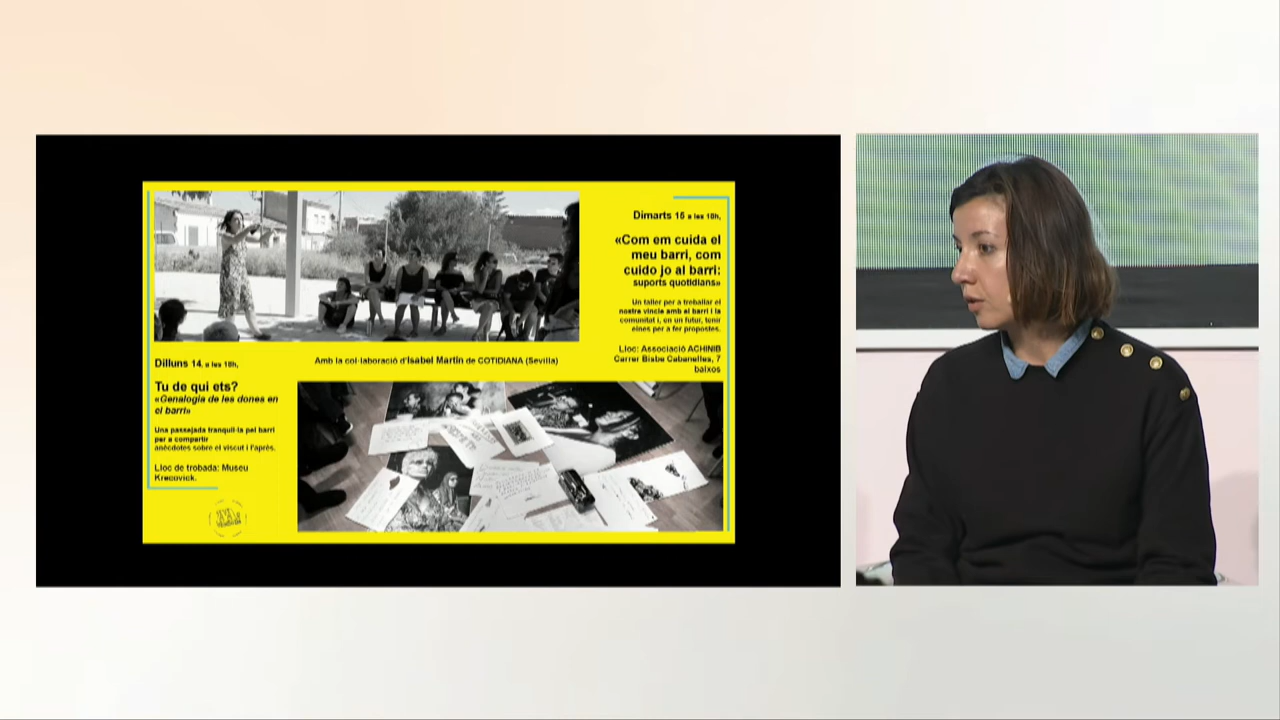 Dimarts 15 a les 18h,
«Com em cuida el
meu barri, com
cuido jo al barri:
suports quotidians»
Un taller per a treballar el
nostre vincle amb el barri i la
comunitat i, en un futur, tenir
eines per a fer propostes.
Lloc: Associació ACHINIB
Carrer Bisbe Cabanelles, 7
baixos
Amb la col·laboració d'Isabel Martin de COTIDIANA (Sevilla)
Dilluns 14, a les 18h,
Tu de qui ets?
«Genalogia de les dones en
el barri»
Una passejada tranquil·la pel barri
per a compartir
anècdotes sobre el viscut i l'après.
Lloc de trobada: Museu
Krecovick.